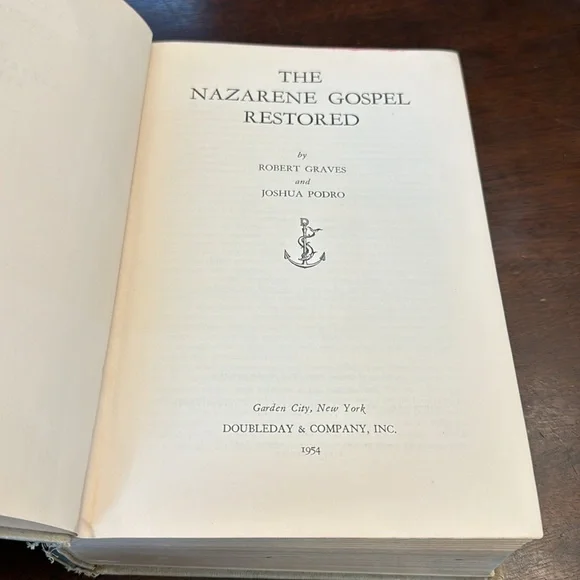 THE
NAZARENE GOSPEL
RESTORED
by
ROBERT GRAVES
and
JOSHUA PODRO
Garden City, New York
DOUBLEDAY & COMPANY, INC.
1954